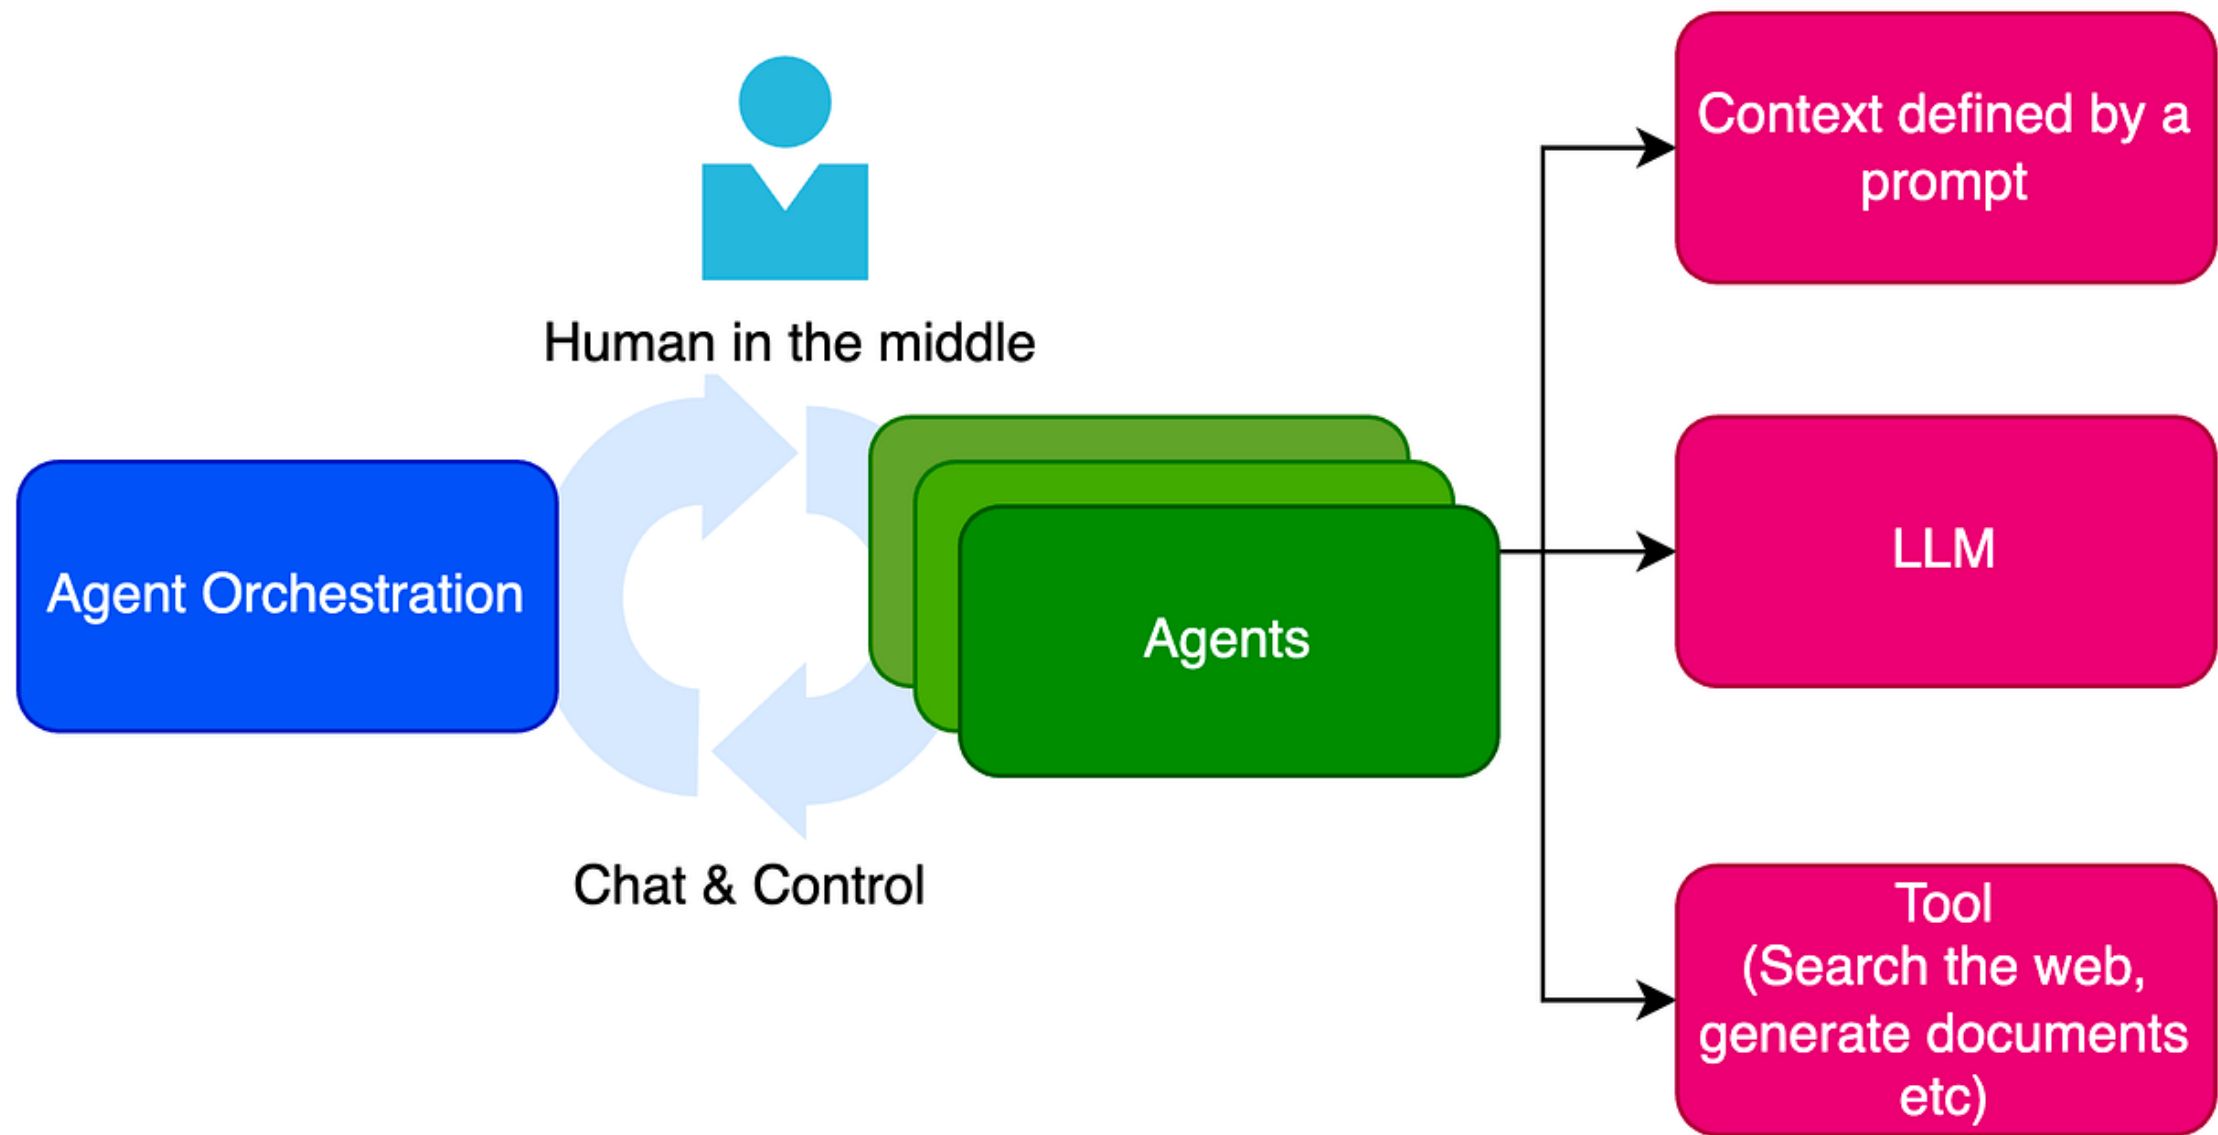 Human in the middle
Agent Orchestration
Agents
Chat & Control
Context defined by a
prompt
LLM
Tool
(Search the web,
generate documents
etc)